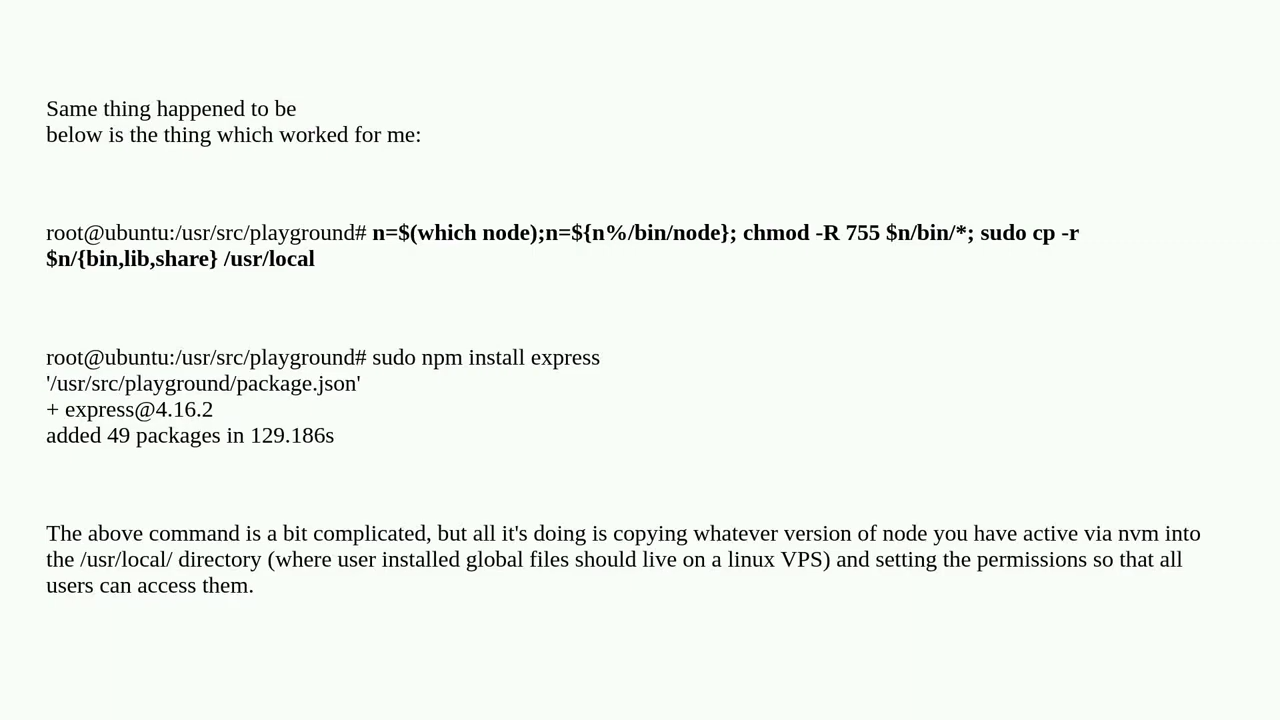 Same thing happened to be
below is the thing which worked for me:
root@ubuntu:/usr/src/playground# n=$(which node);n=${n%/bin/node}; chmod -R 755 $n/bin/*; sudo cp -r
$n/{bin,lib,share} /usr/local
root@ubuntu:/usr/src/playground# sudo npm install express
'/usr/src/playground/package.json'
+ express@4.16.2
added 49 packages in 129.186s
The above command is a bit complicated, but all it's doing is copying whatever version of node you have active via nvm into
the /usr/local/ directory (where user installed global files should live on a linux VPS) and setting the permissions so that all
users can access them.